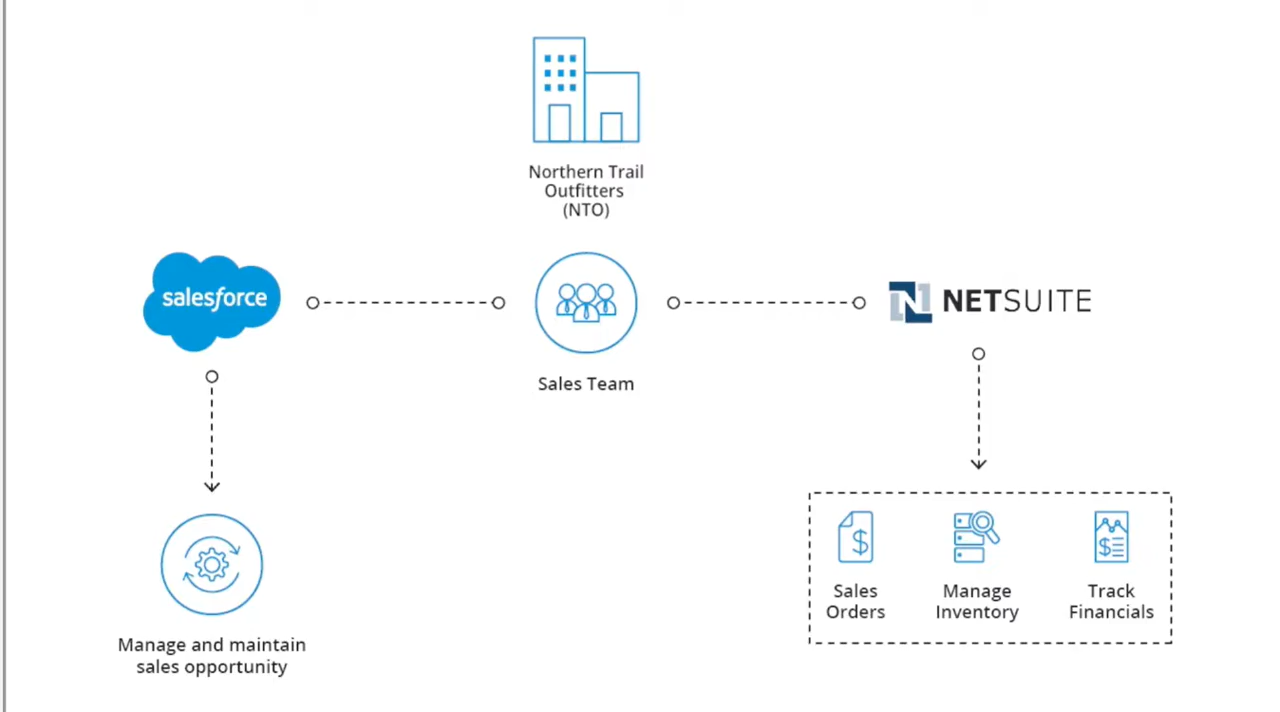 Northern Trail
Outfitters
(NTO)
salesforce
NETSUITE
Sales Team
Manage and maintain
sales opportunity
Sales
Orders
Manage
Inventory
Track
Financials